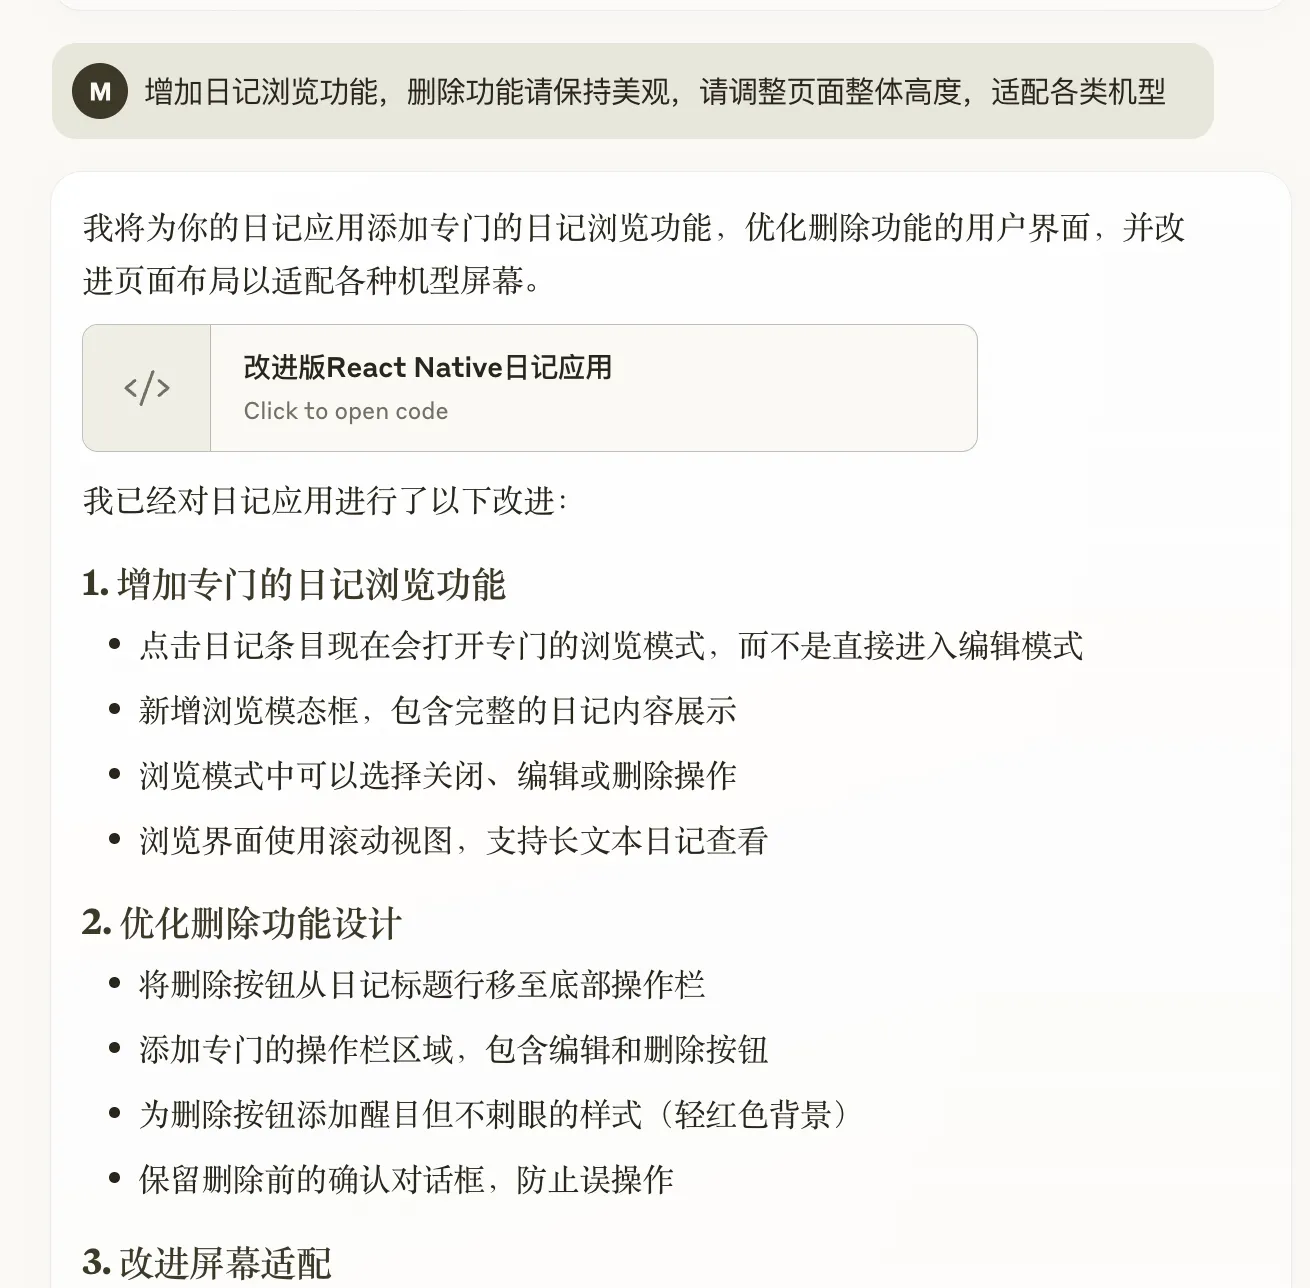 M
增加日记浏览功能，删除功能请保持美观，请调整页面整体高度，适配各类机型
我将为你的日记应用添加专门的日记浏览功能，优化删除功能的用户界面，并改
进页面布局以适配各种机型屏幕。
</>
改进版React Native日记应用
Click to open code
我已经对日记应用进行了以下改进：
1. 增加专门的日记浏览功能
• 点击日记条目现在会打开专门的浏览模式，而不是直接进入编辑模式
• 新增浏览模态框，包含完整的日记内容展示
• 浏览模式中可以选择关闭、编辑或删除操作
• 浏览界面使用滚动视图，支持长文本日记查看
2. 优化删除功能设计
• 将删除按钮从日记标题行移至底部操作栏
• 添加专门的操作栏区域，包含编辑和删除按钮
• 为删除按钮添加醒目但不刺眼的样式（轻红色背景）
• 保留删除前的确认对话框，防止误操作
3. 改进屏幕适配